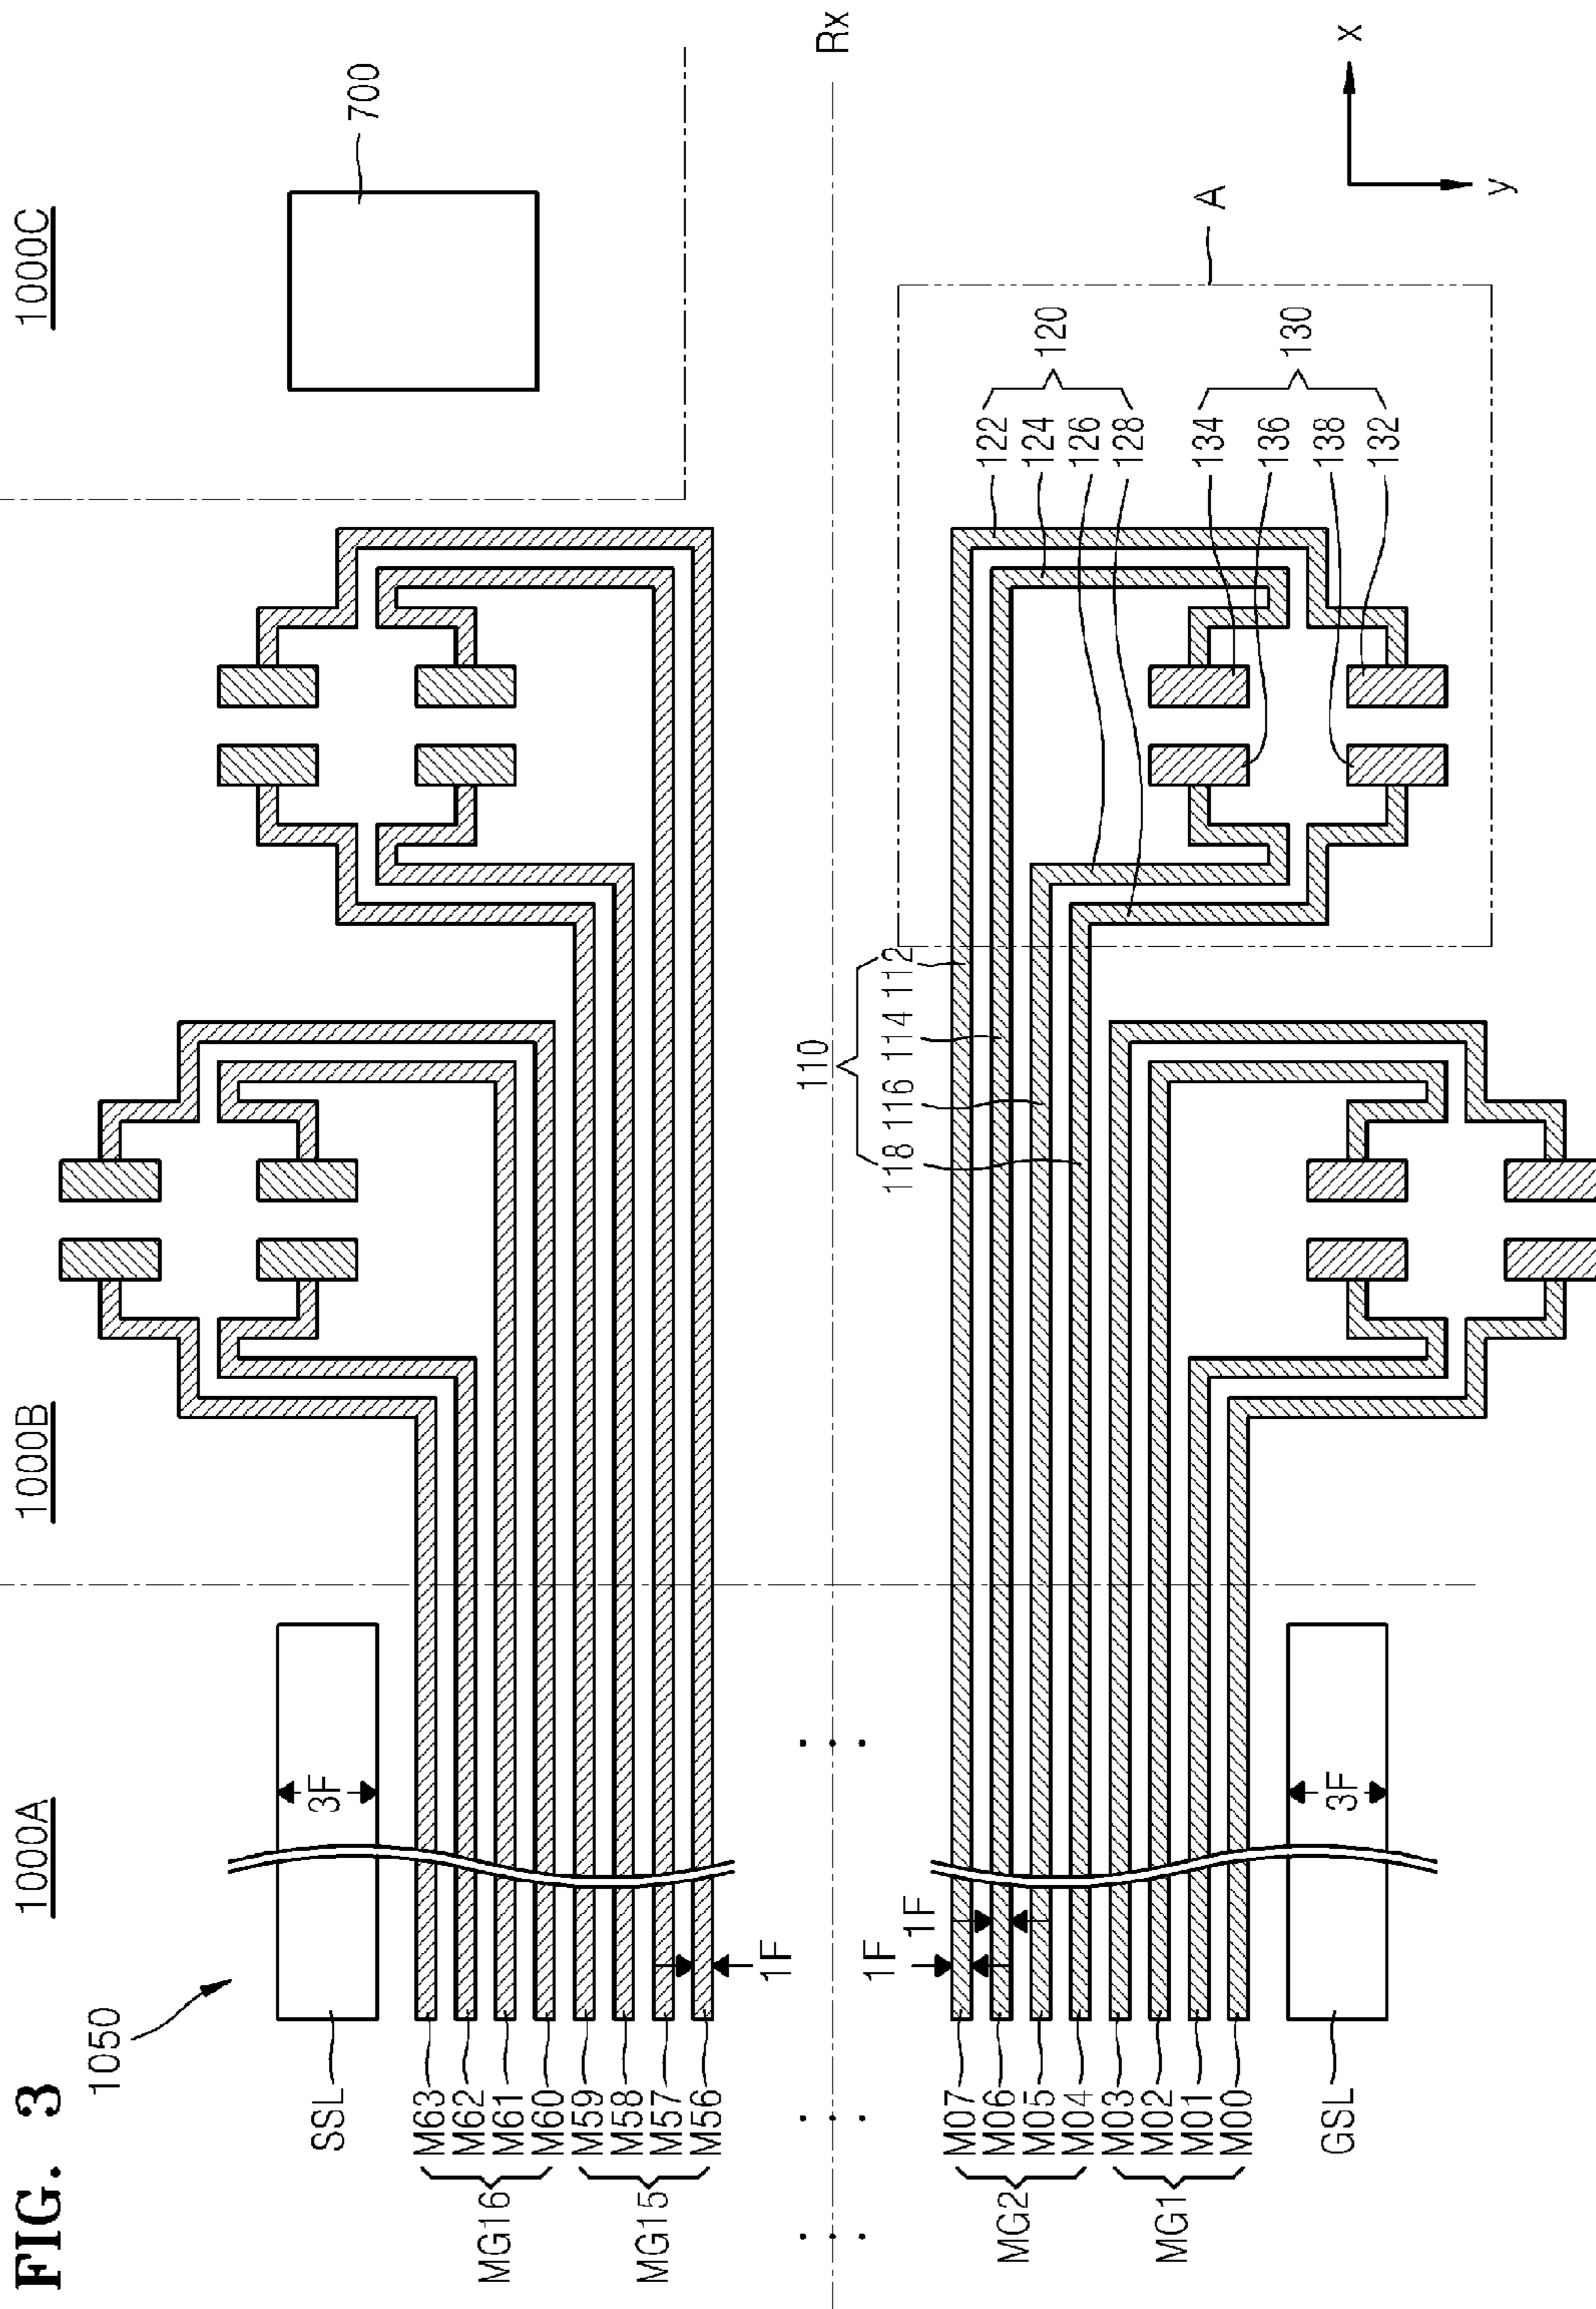 FIG. 3
1000A
1000B
1000C
1050
700
SSL
3F
M63
M62
M61
M60
M59
M58
M57
M56
MG16
MG15
1F
Rx
1F
1F
M07
M06
M05
M04
M03
M02
M01
M00
MG2
MG1
GSL
3F
110
118 116 114 112
122
124
126
128
120
134
136
138
132
130
A
x
y